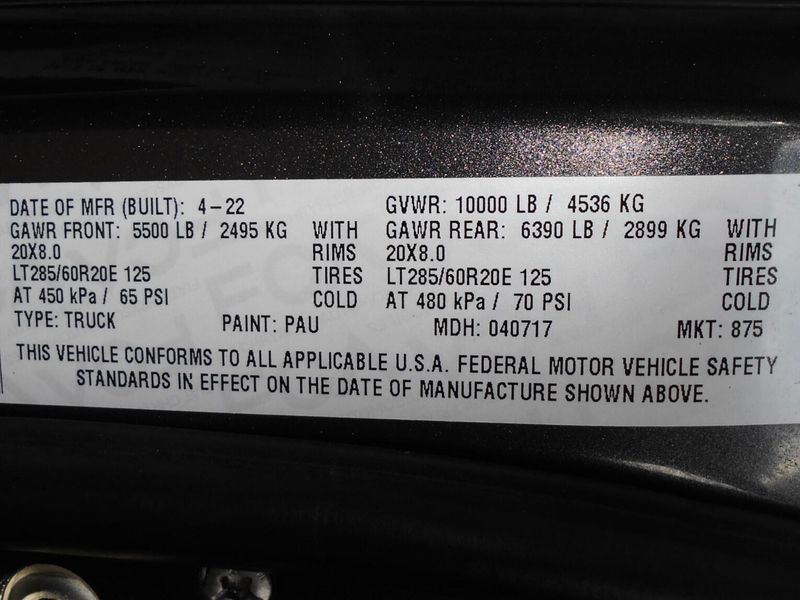 DATE OF MFR (BUILT): 4-22 GVWR: 10000 LB / 4536 KG
GAWR FRONT: 5500 LB / 2495 KG WITH GAWR REAR: 6390 LB / 2899 KG WITH
20X8.0 RIMS 20X8.0 RIMS
LT285/60R20E 125 TIRES LT285/60R20E 125 TIRES
AT 450 kPa / 65 PSI COLD AT 480 kPa / 70 PSI COLD
TYPE: TRUCK PAINT: PAU MDH: 040717 MKT: 875
THIS VEHICLE CONFORMS TO ALL APPLICABLE U.S.A. FEDERAL MOTOR VEHICLE SAFETY
STANDARDS IN EFFECT ON THE DATE OF MANUFACTURE SHOWN ABOVE.